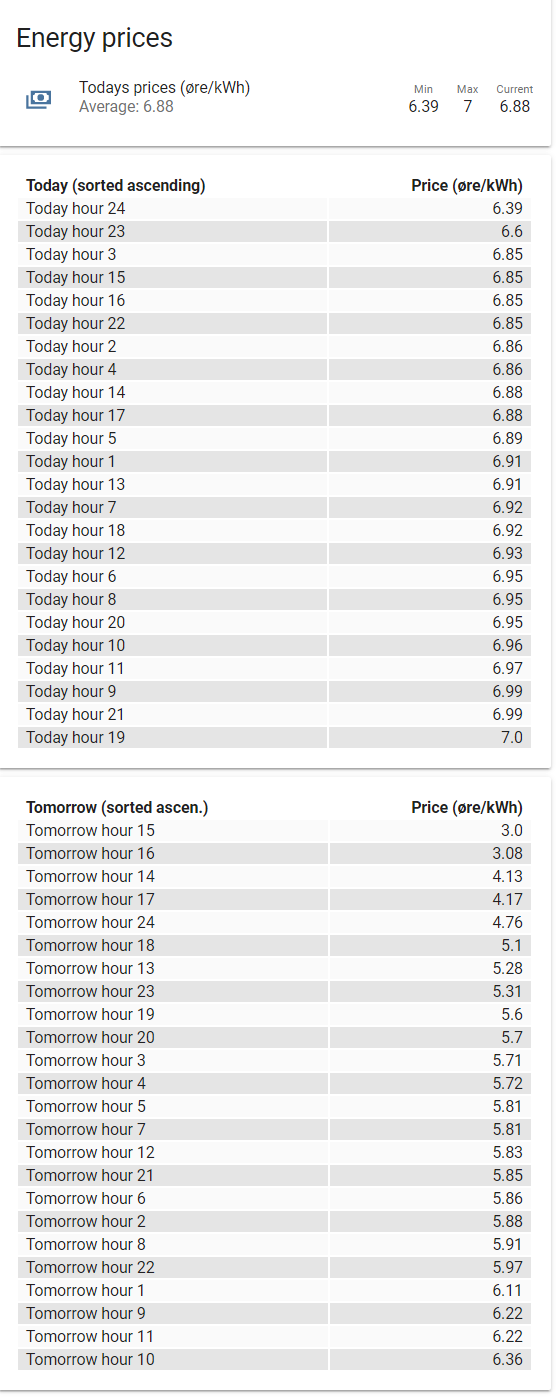 Energy prices
Todays prices (øre/kWh)
Average: 6.88
Min Max Current
6.39 7 6.88
Today (sorted ascending) Price (øre/kWh)
Today hour 24 6.39
Today hour 23 6.6
Today hour 3 6.85
Today hour 15 6.85
Today hour 16 6.85
Today hour 22 6.85
Today hour 2 6.86
Today hour 4 6.86
Today hour 14 6.88
Today hour 17 6.88
Today hour 5 6.89
Today hour 1 6.91
Today hour 13 6.91
Today hour 7 6.92
Today hour 18 6.92
Today hour 12 6.93
Today hour 6 6.95
Today hour 8 6.95
Today hour 20 6.95
Today hour 10 6.96
Today hour 11 6.97
Today hour 9 6.99
Today hour 21 6.99
Today hour 19 7.0
Tomorrow (sorted ascen.) Price (øre/kWh)
Tomorrow hour 15 3.0
Tomorrow hour 16 3.08
Tomorrow hour 14 4.13
Tomorrow hour 17 4.17
Tomorrow hour 24 4.76
Tomorrow hour 18 5.1
Tomorrow hour 13 5.28
Tomorrow hour 23 5.31
Tomorrow hour 19 5.6
Tomorrow hour 20 5.7
Tomorrow hour 3 5.71
Tomorrow hour 4 5.72
Tomorrow hour 5 5.81
Tomorrow hour 7 5.81
Tomorrow hour 12 5.83
Tomorrow hour 21 5.85
Tomorrow hour 6 5.86
Tomorrow hour 2 5.88
Tomorrow hour 8 5.91
Tomorrow hour 22 5.97
Tomorrow hour 1 6.11
Tomorrow hour 9 6.22
Tomorrow hour 11 6.22
Tomorrow hour 10 6.36